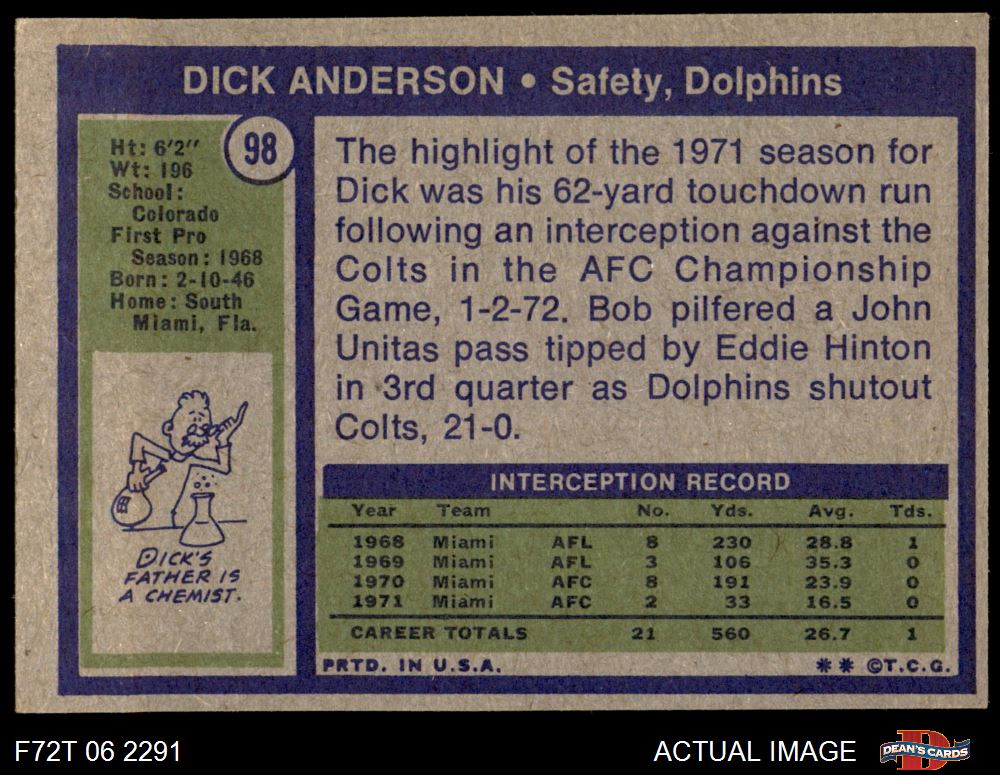 DICK ANDERSON • Safety, Dolphins
98
Ht: 6'2"
Wt: 196
School:
Colorado
First Pro
Season: 1968
Born: 2-10-46
Home: South
Miami, Fla.
DICK'S
FATHER IS
A CHEMIST.
The highlight of the 1971 season for
Dick was his 62-yard touchdown run
following an interception against the
Colts in the AFC Championship
Game, 1-2-72. Bob pilfered a John
Unitas pass tipped by Eddie Hinton
in 3rd quarter as Dolphins shutout
Colts, 21-0.
INTERCEPTION RECORD
Year Team No. Yds. Avg. Tds.
1968 Miami AFL 8 230 28.8 1
1969 Miami AFL 3 106 35.3 0
1970 Miami AFC 8 191 23.9 0
1971 Miami AFC 2 33 16.5 0
CAREER TOTALS 21 560 26.7 1
PRTD. IN U.S.A. ** ©T.C.G.
F72T 06 2291 ACTUAL IMAGE DEAN'S CARDS